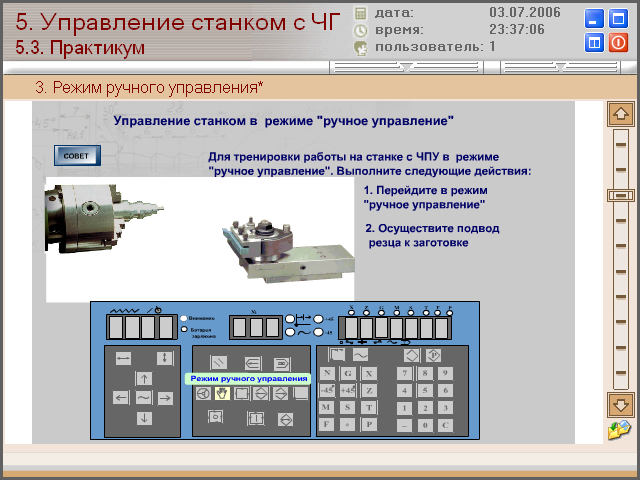 5. Управление станком с ЧГ
5.3. Практикум
дата: 03.07.2006
время: 23:37:06
пользователь: 1
3. Режим ручного управления*
Управление станком в режиме "ручное управление"
СОВЕТ
Для тренировки работы на станке с ЧПУ в режиме
"ручное управление". Выполните следующие действия:
1. Перейдите в режим
"ручное управление"
2. Осуществите подвод
резца к заготовке
Внимание
Батарея
разряжена
+45
-45
X Z G M S T F P
Режим ручного управления
N G X 7 8 9
-45° +45° Z 4 5 6
M S T 1 2 3
F * P – 0 C